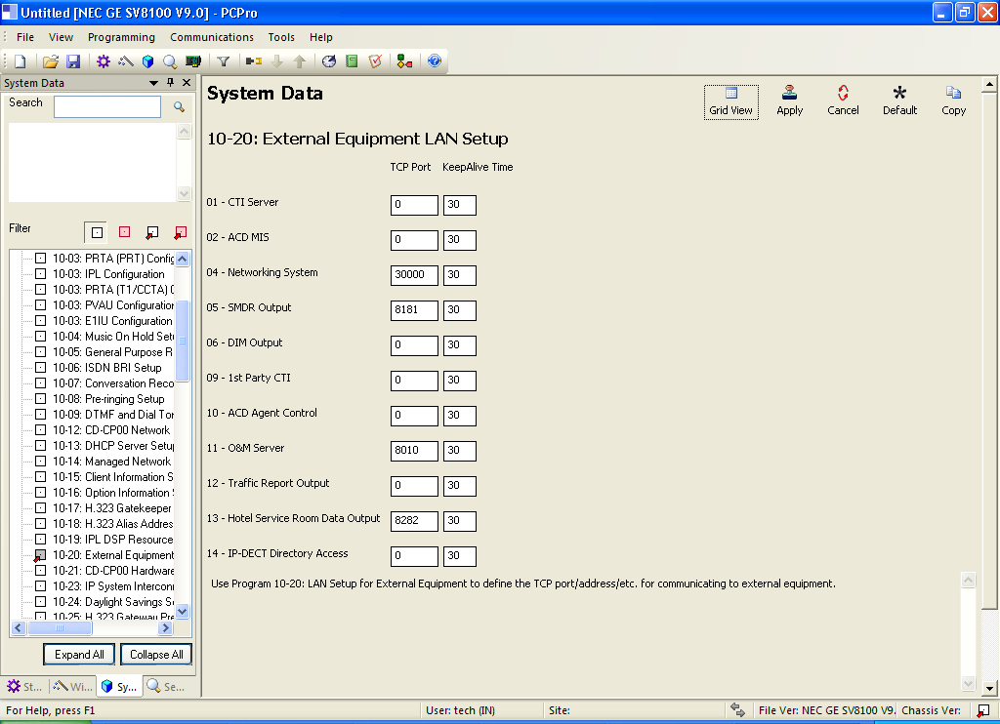 Untitled [NEC GE SV8100 V9.0] - PCPro
File View Programming Communications Tools Help
System Data
Search
Filter
10-03: PRTA (PRT) Config
10-03: IPL Configuration
10-03: PRTA (T1/CCTA) C
10-03: PVAU Configuration
10-03: E1IU Configuration
10-04: Music On Hold Setu
10-05: General Purpose R
10-06: ISDN BRI Setup
10-07: Conversation Reco
10-08: Pre-ringing Setup
10-09: DTMF and Dial Ton
10-12: CD-CP00 Network
10-13: DHCP Server Setup
10-14: Managed Network
10-15: Client Information S
10-16: Option Information S
10-17: H.323 Gatekeeper
10-18: H.323 Alias Addres
10-19: IPL DSP Resource
10-20: External Equipment
10-21: CD-CP00 Hardware
10-23: IP System Intercon
10-24: Daylight Savings Se
10-25: H.323 Gateway Pre
Expand All Collapse All
St... Wi... Sy... Se...
System Data
Grid View Apply Cancel Default Copy
10-20: External Equipment LAN Setup
TCP Port KeepAlive Time
01 - CTI Server 0 30
02 - ACD MIS 0 30
04 - Networking System 30000 30
05 - SMDR Output 8181 30
06 - DIM Output 0 30
09 - 1st Party CTI 0 30
10 - ACD Agent Control 0 30
11 - O&M Server 8010 30
12 - Traffic Report Output 0 30
13 - Hotel Service Room Data Output 8282 30
14 - IP-DECT Directory Access 0 30
Use Program 10-20: LAN Setup for External Equipment to define the TCP port/address/etc. for communicating to external equipment.
For Help, press F1 User: tech (IN) Site: File Ver: NEC GE SV8100 V9. Chassis Ver: